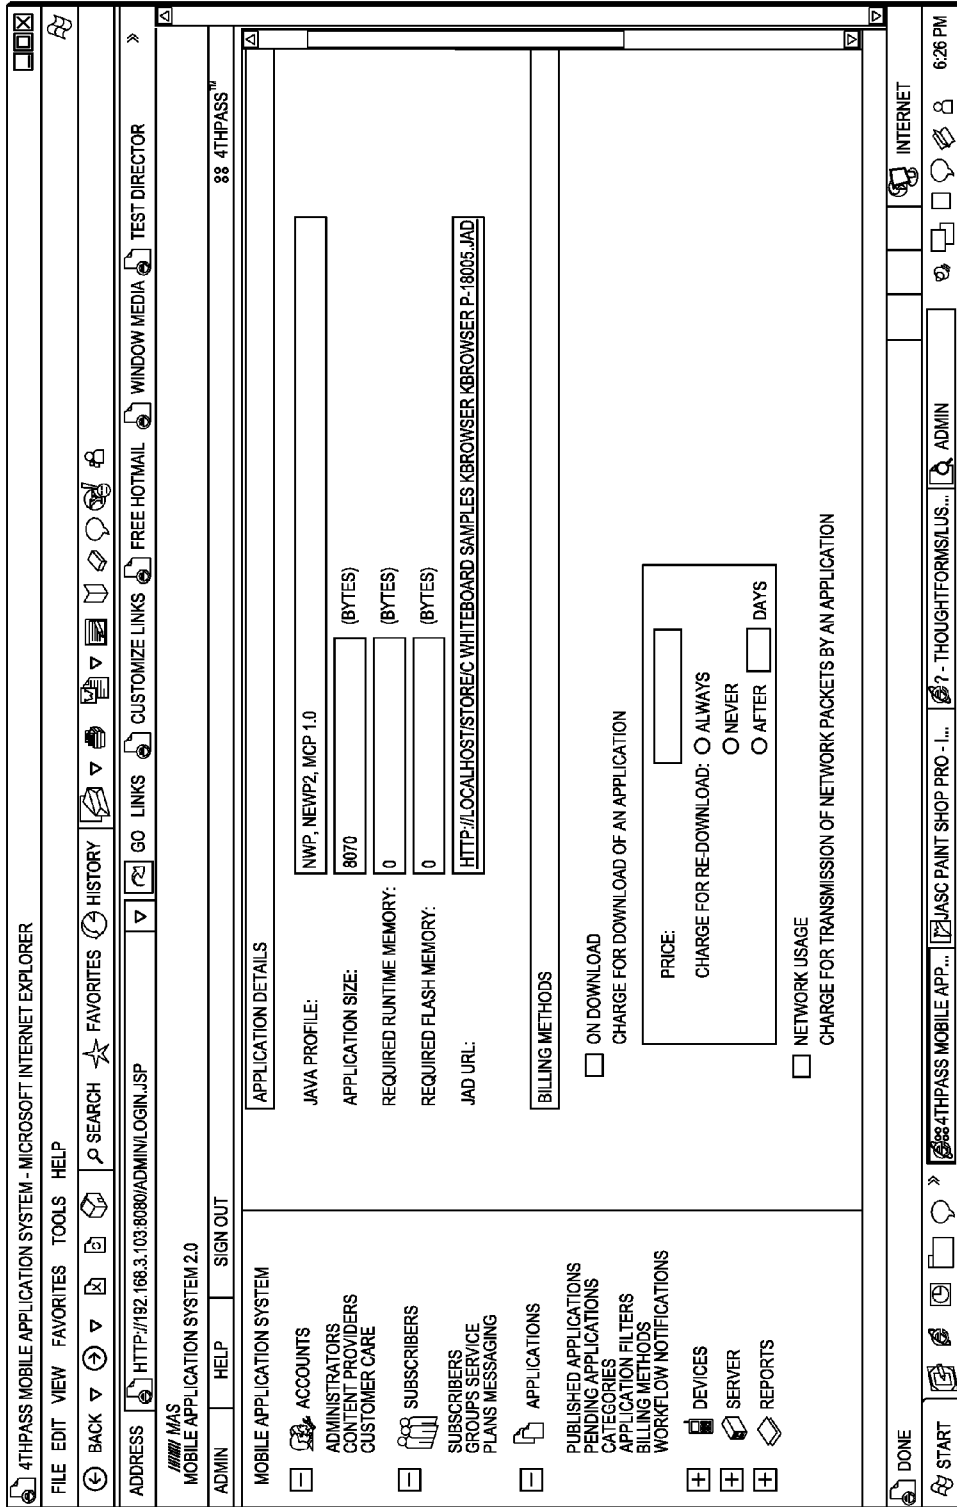 4THPASS MOBILE APPLICATION SYSTEM - MICROSOFT INTERNET EXPLORER
FILE EDIT VIEW FAVORITES TOOLS HELP
BACK SEARCH FAVORITES HISTORY
ADDRESS HTTP://192.168.3.103:8080/ADMIN/LOGIN.JSP GO LINKS CUSTOMIZE LINKS FREE HOTMAIL WINDOW MEDIA TEST DIRECTOR »
MAS
MOBILE APPLICATION SYSTEM 2.0
ADMIN HELP SIGN OUT 4THPASS™
MOBILE APPLICATION SYSTEM
ACCOUNTS
ADMINISTRATORS
CONTENT PROVIDERS
CUSTOMER CARE
SUBSCRIBERS
SUBSCRIBERS
GROUPS SERVICE
PLANS MESSAGING
APPLICATIONS
PUBLISHED APPLICATIONS
PENDING APPLICATIONS
CATEGORIES
APPLICATION FILTERS
BILLING METHODS
WORKFLOW NOTIFICATIONS
DEVICES
SERVER
REPORTS
APPLICATION DETAILS
JAVA PROFILE: NWP, NEWP2, MCP 1.0
APPLICATION SIZE: 8070 (BYTES)
REQUIRED RUNTIME MEMORY: 0 (BYTES)
REQUIRED FLASH MEMORY: 0 (BYTES)
JAD URL: HTTP://LOCALHOST/STORE/C WHITEBOARD SAMPLES KBROWSER KBROWSER P-18005.JAD
BILLING METHODS
ON DOWNLOAD
CHARGE FOR DOWNLOAD OF AN APPLICATION
PRICE:
CHARGE FOR RE-DOWNLOAD: ALWAYS
NEVER
AFTER DAYS
NETWORK USAGE
CHARGE FOR TRANSMISSION OF NETWORK PACKETS BY AN APPLICATION
DONE INTERNET
START » 4THPASS MOBILE APP... JASC PAINT SHOP PRO - I... ? - THOUGHTFORMS/LUS... ADMIN 6:26 PM